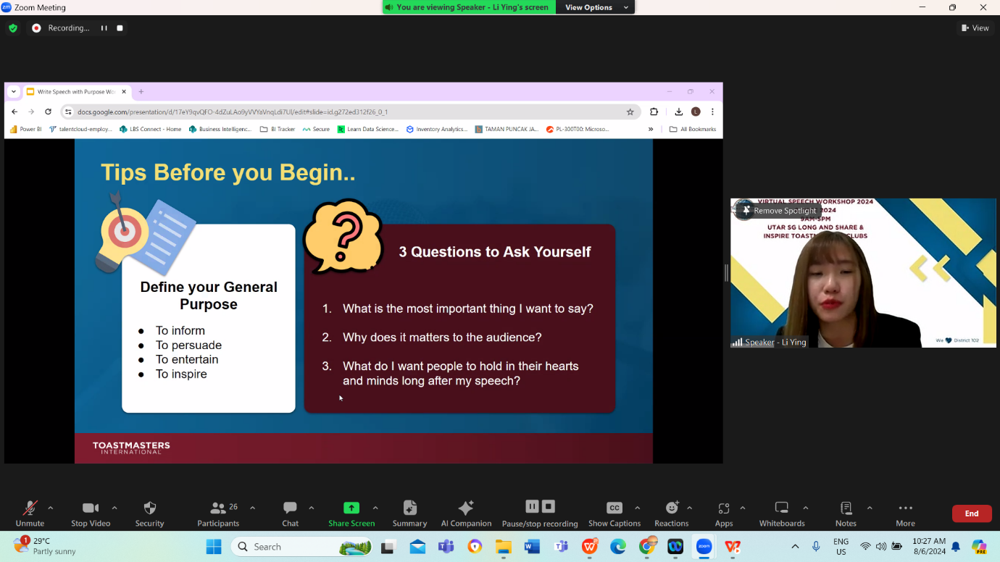 zm Zoom Meeting
You are viewing Speaker - Li Ying's screen
View Options
Recording...
View
Write Speech with Purpose Wo
docs.google.com/presentation/d/17eY9qvQFO-4dZuLAo9yVVYaVnqLdi7UI/edit#slide=id.g272ed312f26_0_1
L
Power BI
talentcloud-employ...
LBS Connect - Home
Business Intelligenc...
BI Tracker
Secure
Learn Data Science...
Inventory Analytics...
TAMAN PUNCAK JA...
PL-300T00: Microso...
»
All Bookmarks
Tips Before you Begin..
Define your General
Purpose
● To inform
● To persuade
● To entertain
● To inspire
?
3 Questions to Ask Yourself
1. What is the most important thing I want to say?
2. Why does it matters to the audience?
3. What do I want people to hold in their hearts
and minds long after my speech?
TOASTMASTERS
INTERNATIONAL
VIRTUAL SPEECH WORKSHOP 2024
2024
Remove Spotlight
9AM-5PM
UTAR SG LONG AND SHARE &
INSPIRE TOASTM CLUBS
Speaker - Li Ying
We District 102
Unmute
Stop Video
Security
26
Participants
Chat
Share Screen
Summary
AI Companion
Pause/stop recording
CC
Show Captions
Reactions
Apps
Whiteboards
Notes
More
End
1
29°C
Partly sunny
Search
zoom
ENG
US
10:27 AM
8/6/2024
PRE